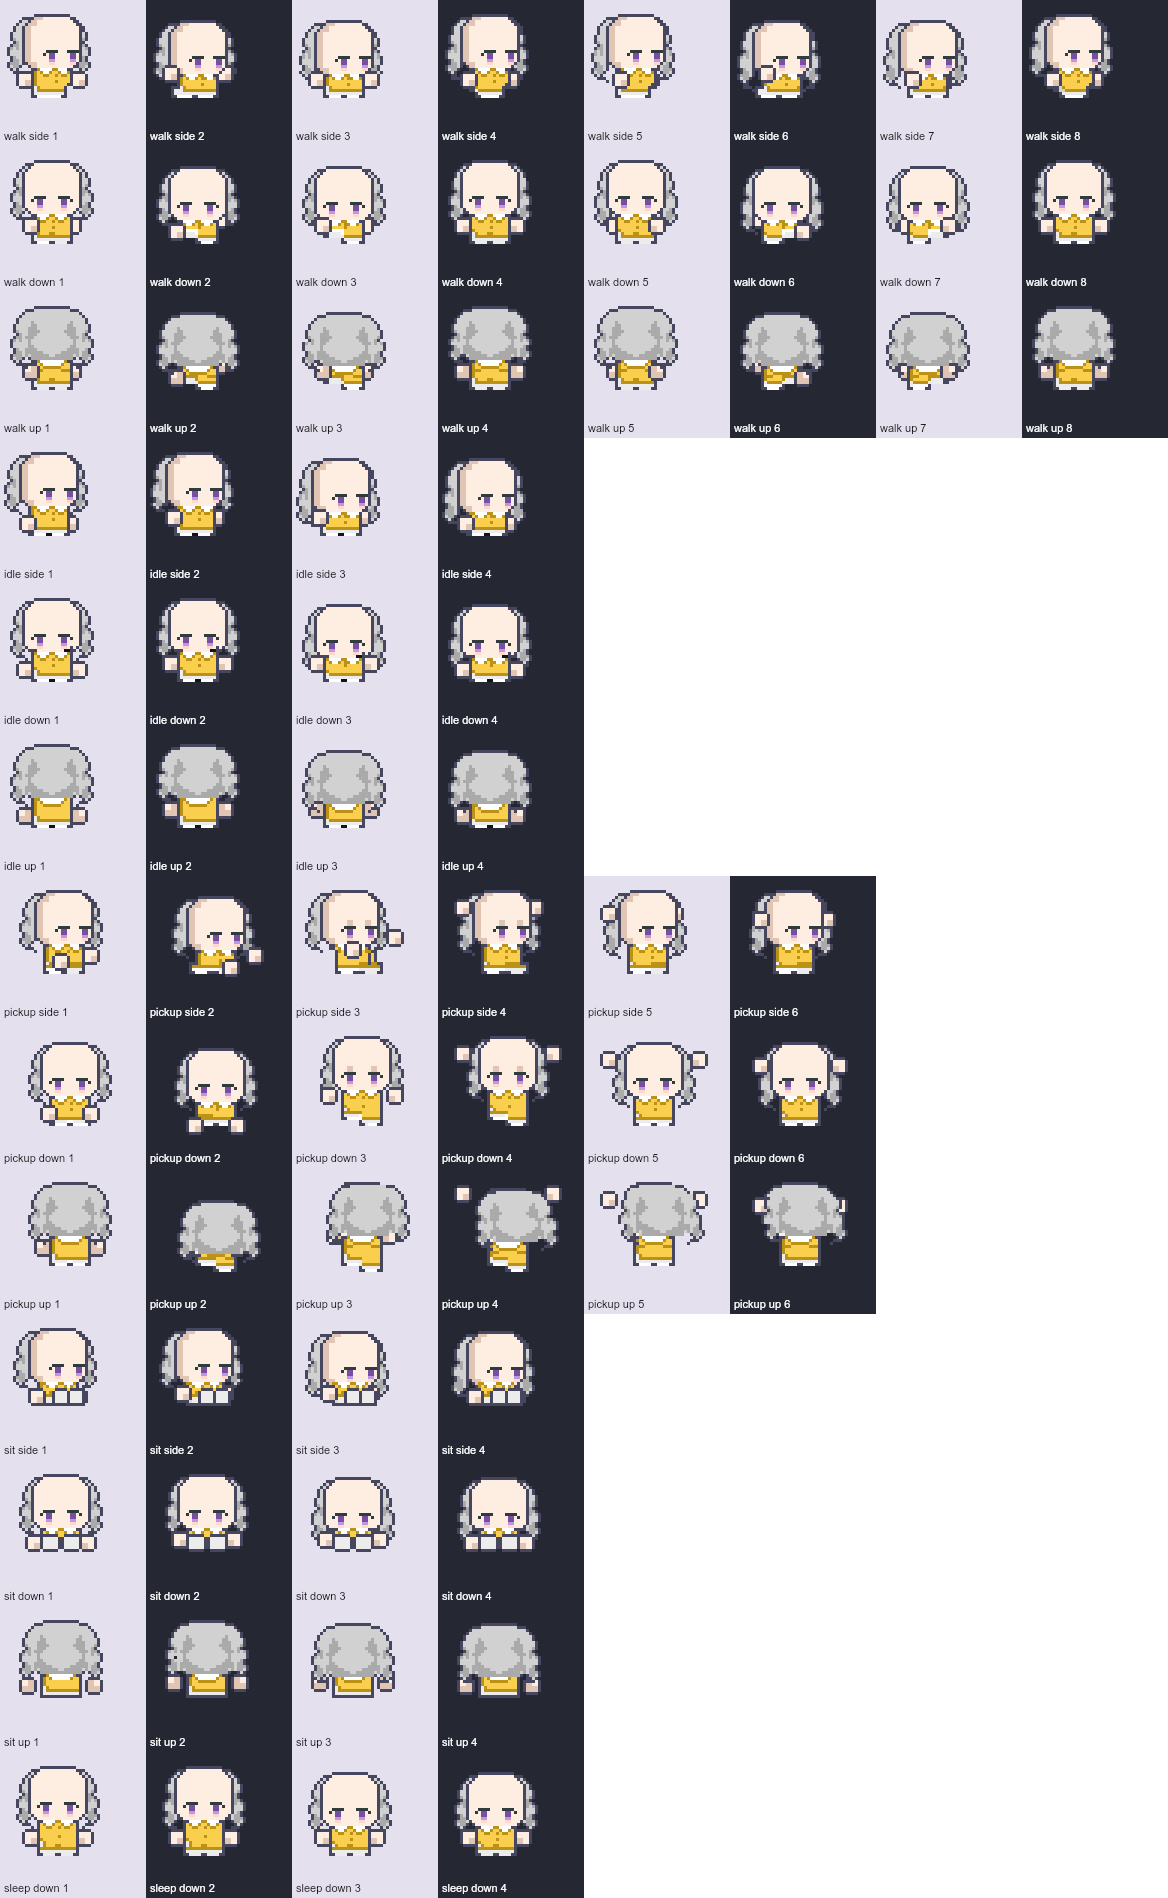 walk side 1 walk side 2 walk side 3 walk side 4 walk side 5 walk side 6 walk side 7 walk side 8
walk down 1 walk down 2 walk down 3 walk down 4 walk down 5 walk down 6 walk down 7 walk down 8
walk up 1 walk up 2 walk up 3 walk up 4 walk up 5 walk up 6 walk up 7 walk up 8
idle side 1 idle side 2 idle side 3 idle side 4
idle down 1 idle down 2 idle down 3 idle down 4
idle up 1 idle up 2 idle up 3 idle up 4
pickup side 1 pickup side 2 pickup side 3 pickup side 4 pickup side 5 pickup side 6
pickup down 1 pickup down 2 pickup down 3 pickup down 4 pickup down 5 pickup down 6
pickup up 1 pickup up 2 pickup up 3 pickup up 4 pickup up 5 pickup up 6
sit side 1 sit side 2 sit side 3 sit side 4
sit down 1 sit down 2 sit down 3 sit down 4
sit up 1 sit up 2 sit up 3 sit up 4
sleep down 1 sleep down 2 sleep down 3 sleep down 4